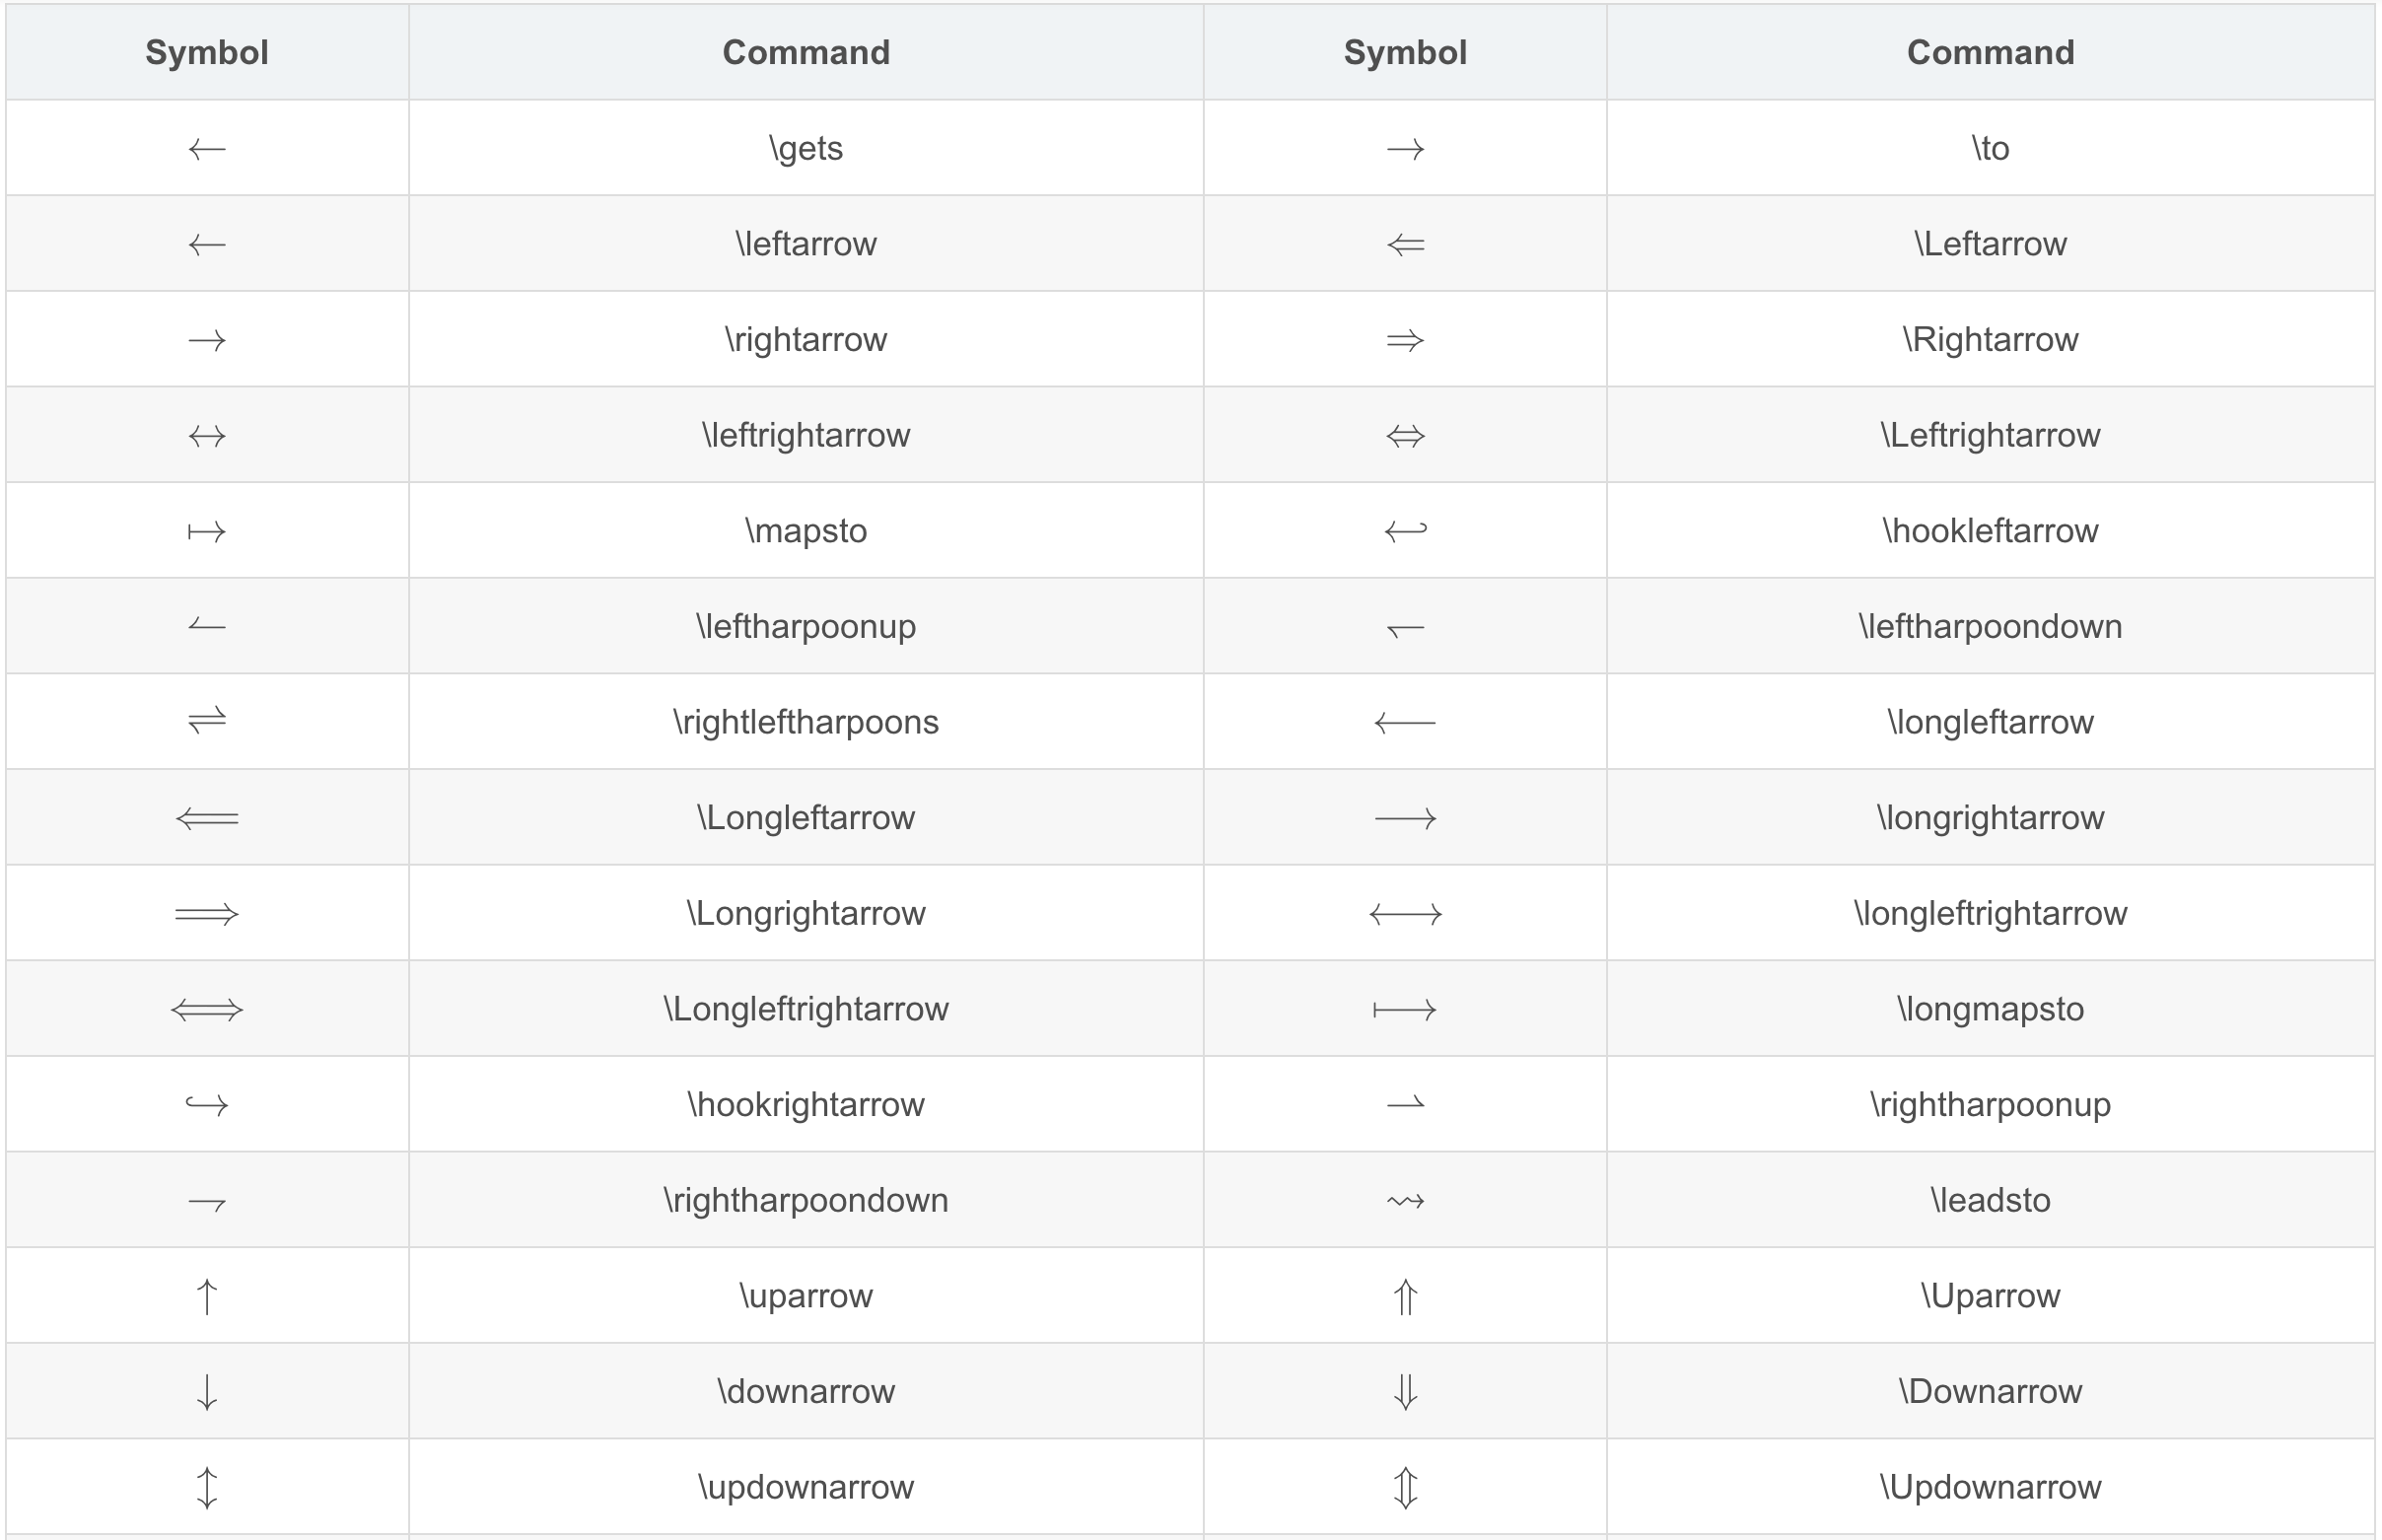 Symbol Command Symbol Command
← \gets → \to
← \leftarrow ⇐ \Leftarrow
→ \rightarrow ⇒ \Rightarrow
↔ \leftrightarrow ⇔ \Leftrightarrow
↦ \mapsto ↩ \hookleftarrow
↼ \leftharpoonup ↽ \leftharpoondown
⇌ \rightleftharpoons ⟵ \longleftarrow
⟸ \Longleftarrow ⟶ \longrightarrow
⟹ \Longrightarrow ⟷ \longleftrightarrow
⟺ \Longleftrightarrow ⟼ \longmapsto
↪ \hookrightarrow ⇀ \rightharpoonup
⇁ \rightharpoondown ⇝ \leadsto
↑ \uparrow ⇑ \Uparrow
↓ \downarrow ⇓ \Downarrow
↕ \updownarrow ⇕ \Updownarrow